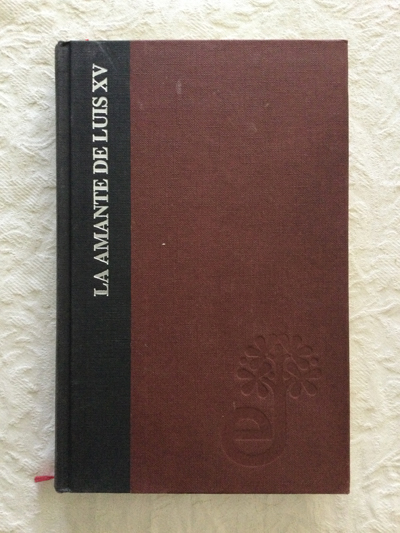 LA AMANTE DE LUIS XV